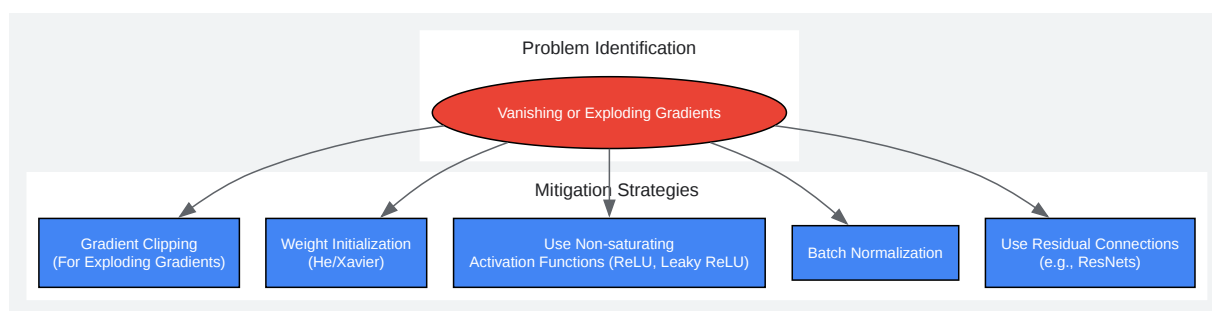 Problem Identification
Vanishing or Exploding Gradients
Mitigation Strategies
Gradient Clipping
(For Exploding Gradients)
Weight Initialization
(He/Xavier)
Use Non-saturating
Activation Functions (ReLU, Leaky ReLU)
Batch Normalization
Use Residual Connections
(e.g., ResNets)